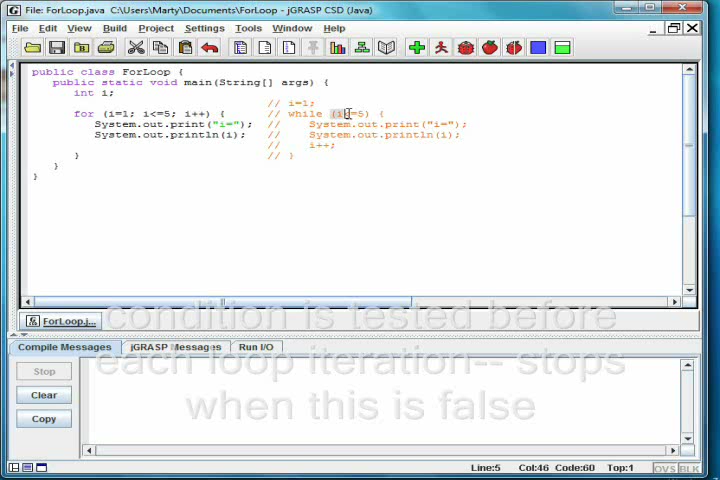 File: ForLoop.java  C:\Users\Marty\Documents\ForLoop - jGRASP CSD (Java)
File Edit View Build Project Settings Tools Window Help
public class ForLoop {
public static void main(String[] args) {
int i;
// i=1;
for (i=1; i<=5; i++) { // while (i<=5) {
System.out.print("i="); // System.out.print("i=");
System.out.println(i); // System.out.println(i);
// i++;
} // }
}
}
ForLoop.j...
condition is tested before
each loop iteration-- stops
when this is false
Compile Messages jGRASP Messages Run I/O
Stop
Clear
Copy
Line:5 Col:46 Code:60 Top:1 OVS BLK